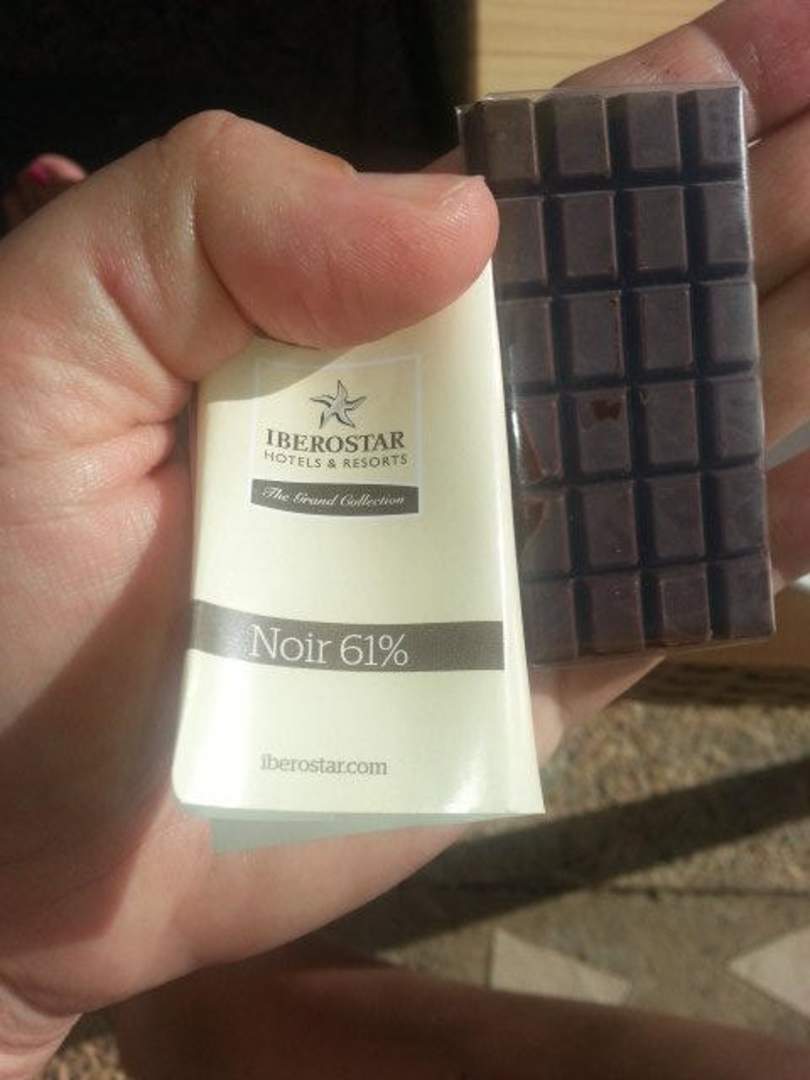 IBEROSTAR
HOTELS & RESORTS
The Grand Collection
Noir 61%
iberostar.com